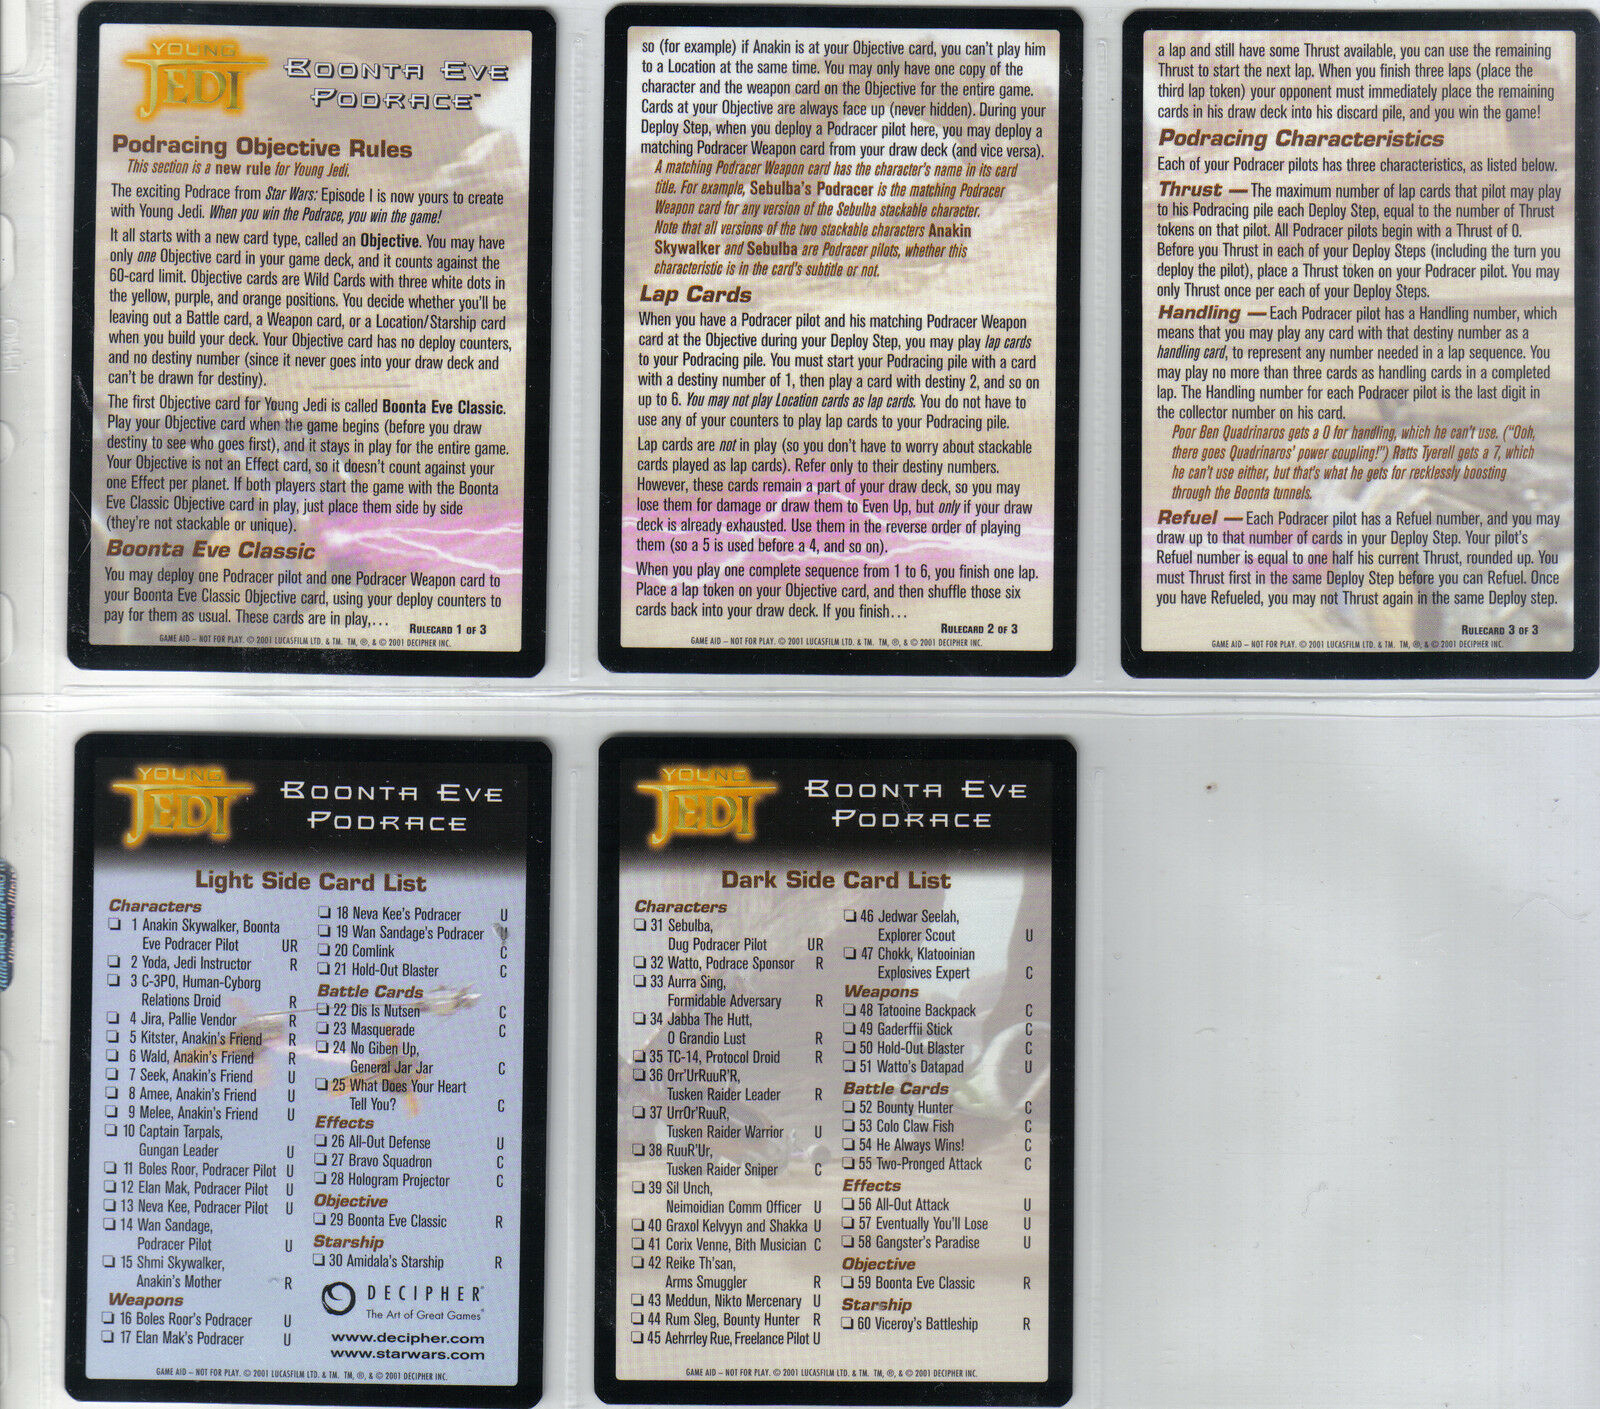 YOUNG
JEDI
BOONTA EVE
PODRACE™
Podracing Objective Rules
This section is a new rule for Young Jedi.
The exciting Podrace from Star Wars: Episode I is now yours to create
with Young Jedi. When you win the Podrace, you win the game!
It all starts with a new card type, called an Objective. You may have
only one Objective card in your game deck, and it counts against the
60-card limit. Objective cards are Wild Cards with three white dots in
the yellow, purple, and orange positions. You decide whether you'll be
leaving out a Battle card, a Weapon card, or a Location/Starship card
when you build your deck. Your Objective card has no deploy counters,
and no destiny number (since it never goes into your draw deck and
can't be drawn for destiny).
The first Objective card for Young Jedi is called Boonta Eve Classic.
Play your Objective card when the game begins (before you draw
destiny to see who goes first), and it stays in play for the entire game.
Your Objective is not an Effect card, so it doesn't count against your
one Effect per planet. If both players start the game with the Boonta
Eve Classic Objective card in play, just place them side by side
(they're not stackable or unique).
Boonta Eve Classic
You may deploy one Podracer pilot and one Podracer Weapon card to
your Boonta Eve Classic Objective card, using your deploy counters to
pay for them as usual. These cards are in play,...
RULECARD 1 OF 3
GAME AID – NOT FOR PLAY. © 2001 LUCASFILM LTD. & TM. TM, ®, & © 2001 DECIPHER INC.
so (for example) if Anakin is at your Objective card, you can't play him
to a Location at the same time. You may only have one copy of the
character and the weapon card on the Objective for the entire game.
Cards at your Objective are always face up (never hidden). During your
Deploy Step, when you deploy a Podracer pilot here, you may deploy a
matching Podracer Weapon card from your draw deck (and vice versa).
A matching Podracer Weapon card has the character's name in its card
title. For example, Sebulba's Podracer is the matching Podracer
Weapon card for any version of the Sebulba stackable character.
Note that all versions of the two stackable characters Anakin
Skywalker and Sebulba are Podracer pilots, whether this
characteristic is in the card's subtitle or not.
Lap Cards
When you have a Podracer pilot and his matching Podracer Weapon
card at the Objective during your Deploy Step, you may play lap cards
to your Podracing pile. You must start your Podracing pile with a card
with a destiny number of 1, then play a card with destiny 2, and so on
up to 6. You may not play Location cards as lap cards. You do not have to
use any of your counters to play lap cards to your Podracing pile.
Lap cards are not in play (so you don't have to worry about stackable
cards played as lap cards). Refer only to their destiny numbers.
However, these cards remain a part of your draw deck, so you may
lose them for damage or draw them to Even Up, but only if your draw
deck is already exhausted. Use them in the reverse order of playing
them (so a 5 is used before a 4, and so on).
When you play one complete sequence from 1 to 6, you finish one lap.
Place a lap token on your Objective card, and then shuffle those six
cards back into your draw deck. If you finish...
RULECARD 2 OF 3
GAME AID – NOT FOR PLAY. © 2001 LUCASFILM LTD. & TM. TM, ®, & © 2001 DECIPHER INC.
a lap and still have some Thrust available, you can use the remaining
Thrust to start the next lap. When you finish three laps (place the
third lap token) your opponent must immediately place the remaining
cards in his draw deck into his discard pile, and you win the game!
Podracing Characteristics
Each of your Podracer pilots has three characteristics, as listed below.
Thrust — The maximum number of lap cards that pilot may play
to his Podracing pile each Deploy Step, equal to the number of Thrust
tokens on that pilot. All Podracer pilots begin with a Thrust of 0.
Before you Thrust in each of your Deploy Steps (including the turn you
deploy the pilot), place a Thrust token on your Podracer pilot. You may
only Thrust once per each of your Deploy Steps.
Handling — Each Podracer pilot has a Handling number, which
means that you may play any card with that destiny number as a
handling card, to represent any number needed in a lap sequence. You
may play no more than three cards as handling cards in a completed
lap. The Handling number for each Podracer pilot is the last digit in
the collector number on his card.
Poor Ben Quadrinaros gets a 0 for handling, which he can't use. ("Ooh,
there goes Quadrinaros' power coupling!") Ratts Tyerell gets a 7, which
he can't use either, but that's what he gets for recklessly boosting
through the Boonta tunnels.
Refuel — Each Podracer pilot has a Refuel number, and you may
draw up to that number of cards in your Deploy Step. Your pilot's
Refuel number is equal to one half his current Thrust, rounded up. You
must Thrust first in the same Deploy Step before you can Refuel. Once
you have Refueled, you may not Thrust again in the same Deploy step.
RULECARD 3 OF 3
GAME AID – NOT FOR PLAY. © 2001 LUCASFILM LTD. & TM. TM, ®, & © 2001 DECIPHER INC.
YOUNG
JEDI
BOONTA EVE
PODRACE
Light Side Card List
Characters
1 Anakin Skywalker, Boonta
Eve Podracer Pilot UR
2 Yoda, Jedi Instructor R
3 C-3PO, Human-Cyborg
Relations Droid R
4 Jira, Pallie Vendor R
5 Kitster, Anakin's Friend R
6 Wald, Anakin's Friend R
7 Seek, Anakin's Friend U
8 Amee, Anakin's Friend U
9 Melee, Anakin's Friend U
10 Captain Tarpals,
Gungan Leader U
11 Boles Roor, Podracer Pilot U
12 Elan Mak, Podracer Pilot U
13 Neva Kee, Podracer Pilot U
14 Wan Sandage,
Podracer Pilot U
15 Shmi Skywalker,
Anakin's Mother R
Weapons
16 Boles Roor's Podracer U
17 Elan Mak's Podracer U
18 Neva Kee's Podracer U
19 Wan Sandage's Podracer U
20 Comlink C
21 Hold-Out Blaster C
Battle Cards
22 Dis Is Nutsen C
23 Masquerade C
24 No Giben Up,
General Jar Jar C
25 What Does Your Heart
Tell You? C
Effects
26 All-Out Defense U
27 Bravo Squadron C
28 Hologram Projector C
Objective
29 Boonta Eve Classic R
Starship
30 Amidala's Starship R
DECIPHER®
The Art of Great Games®
www.decipher.com
www.starwars.com
GAME AID – NOT FOR PLAY. © 2001 LUCASFILM LTD. & TM. TM, ®, & © 2001 DECIPHER INC.
YOUNG
JEDI
BOONTA EVE
PODRACE
Dark Side Card List
Characters
31 Sebulba,
Dug Podracer Pilot UR
32 Watto, Podrace Sponsor R
33 Aurra Sing,
Formidable Adversary R
34 Jabba The Hutt,
O Grandio Lust R
35 TC-14, Protocol Droid R
36 Orr'UrRuuR'R,
Tusken Raider Leader R
37 UrrOr'RuuR,
Tusken Raider Warrior U
38 RuuR'Ur,
Tusken Raider Sniper C
39 Sil Unch,
Neimoidian Comm Officer U
40 Graxol Kelvyyn and Shakka U
41 Corix Venne, Bith Musician C
42 Reike Th'san,
Arms Smuggler R
43 Meddun, Nikto Mercenary U
44 Rum Sleg, Bounty Hunter R
45 Aehrrley Rue, Freelance Pilot U
46 Jedwar Seelah,
Explorer Scout U
47 Chokk, Klatooinian
Explosives Expert C
Weapons
48 Tatooine Backpack C
49 Gaderffii Stick C
50 Hold-Out Blaster C
51 Watto's Datapad U
Battle Cards
52 Bounty Hunter C
53 Colo Claw Fish C
54 He Always Wins! C
55 Two-Pronged Attack C
Effects
56 All-Out Attack U
57 Eventually You'll Lose U
58 Gangster's Paradise U
Objective
59 Boonta Eve Classic R
Starship
60 Viceroy's Battleship R
GAME AID – NOT FOR PLAY. © 2001 LUCASFILM LTD. & TM. TM, ®, & © 2001 DECIPHER INC.